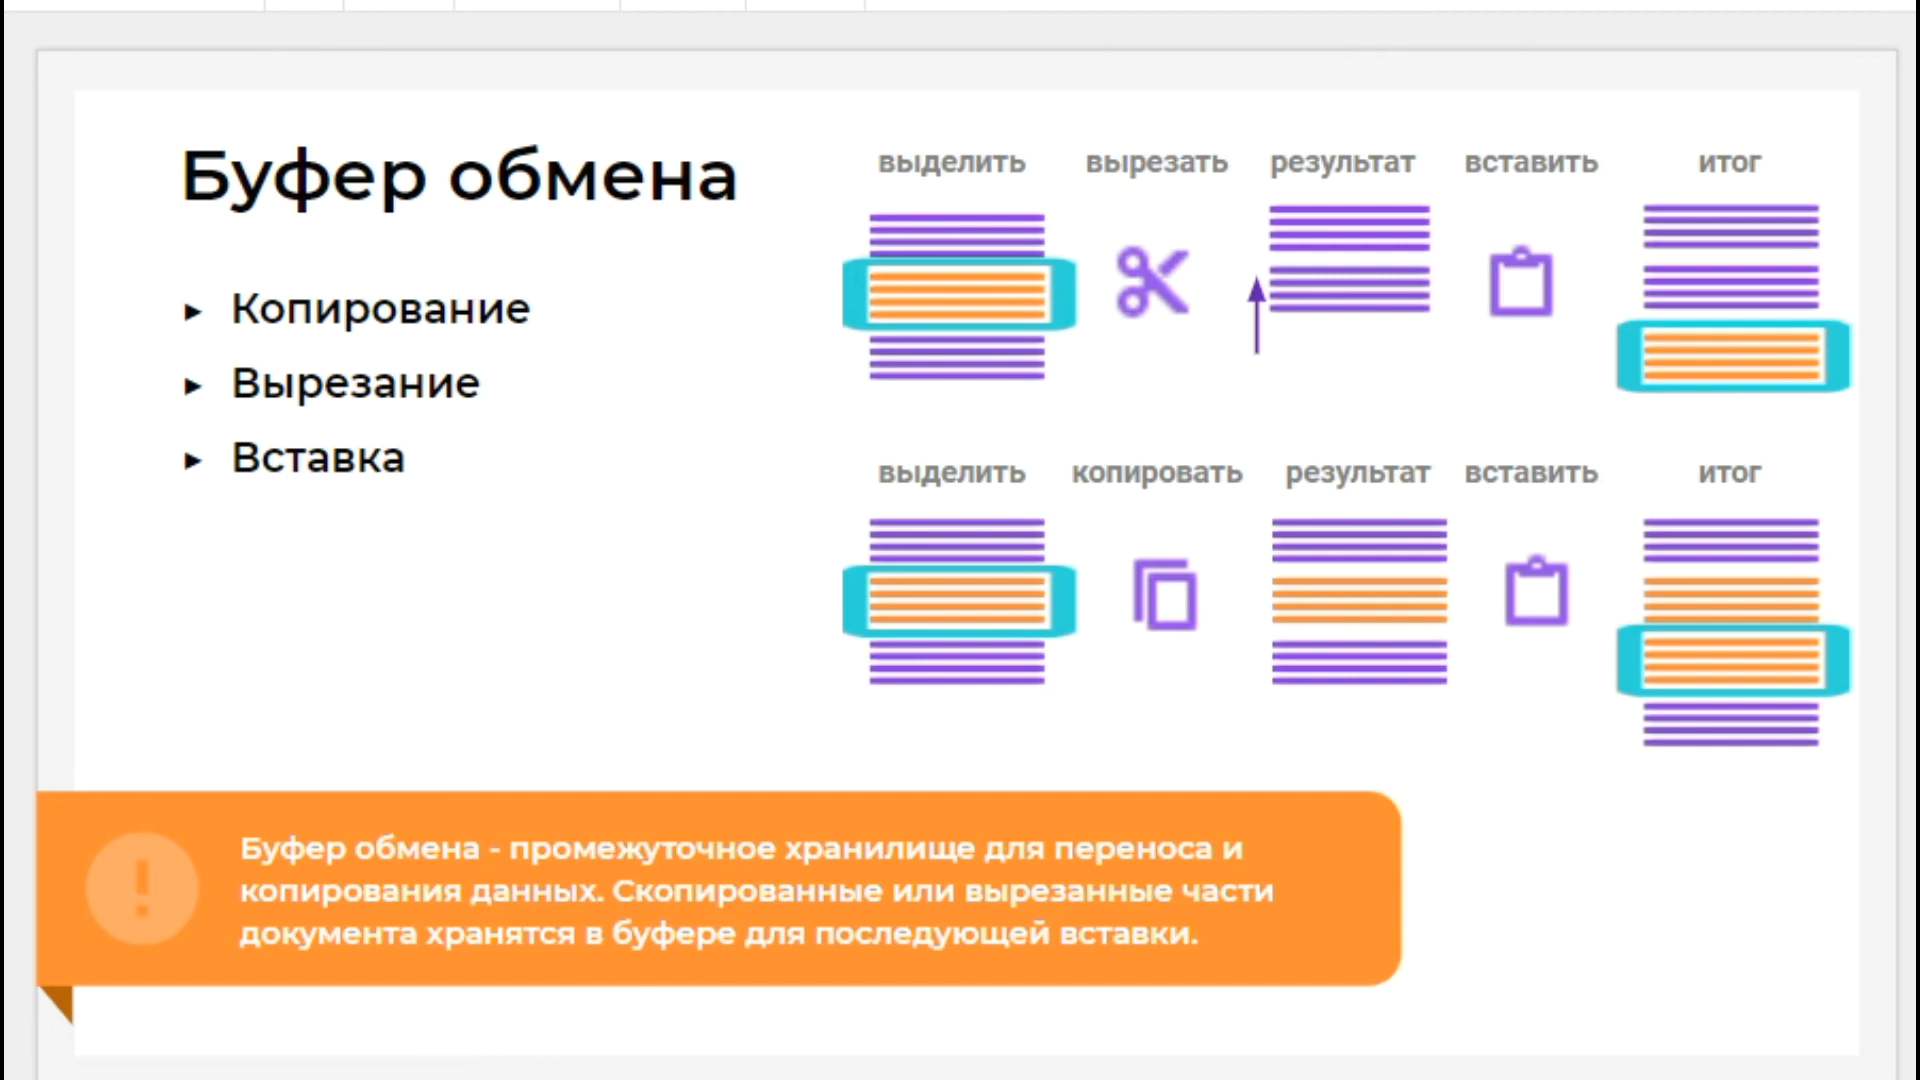 Буфер обмена
▸ Копирование
▸ Вырезание
▸ Вставка
выделить вырезать результат вставить итог
выделить копировать результат вставить итог
!
Буфер обмена - промежуточное хранилище для переноса и
копирования данных. Скопированные или вырезанные части
документа хранятся в буфере для последующей вставки.